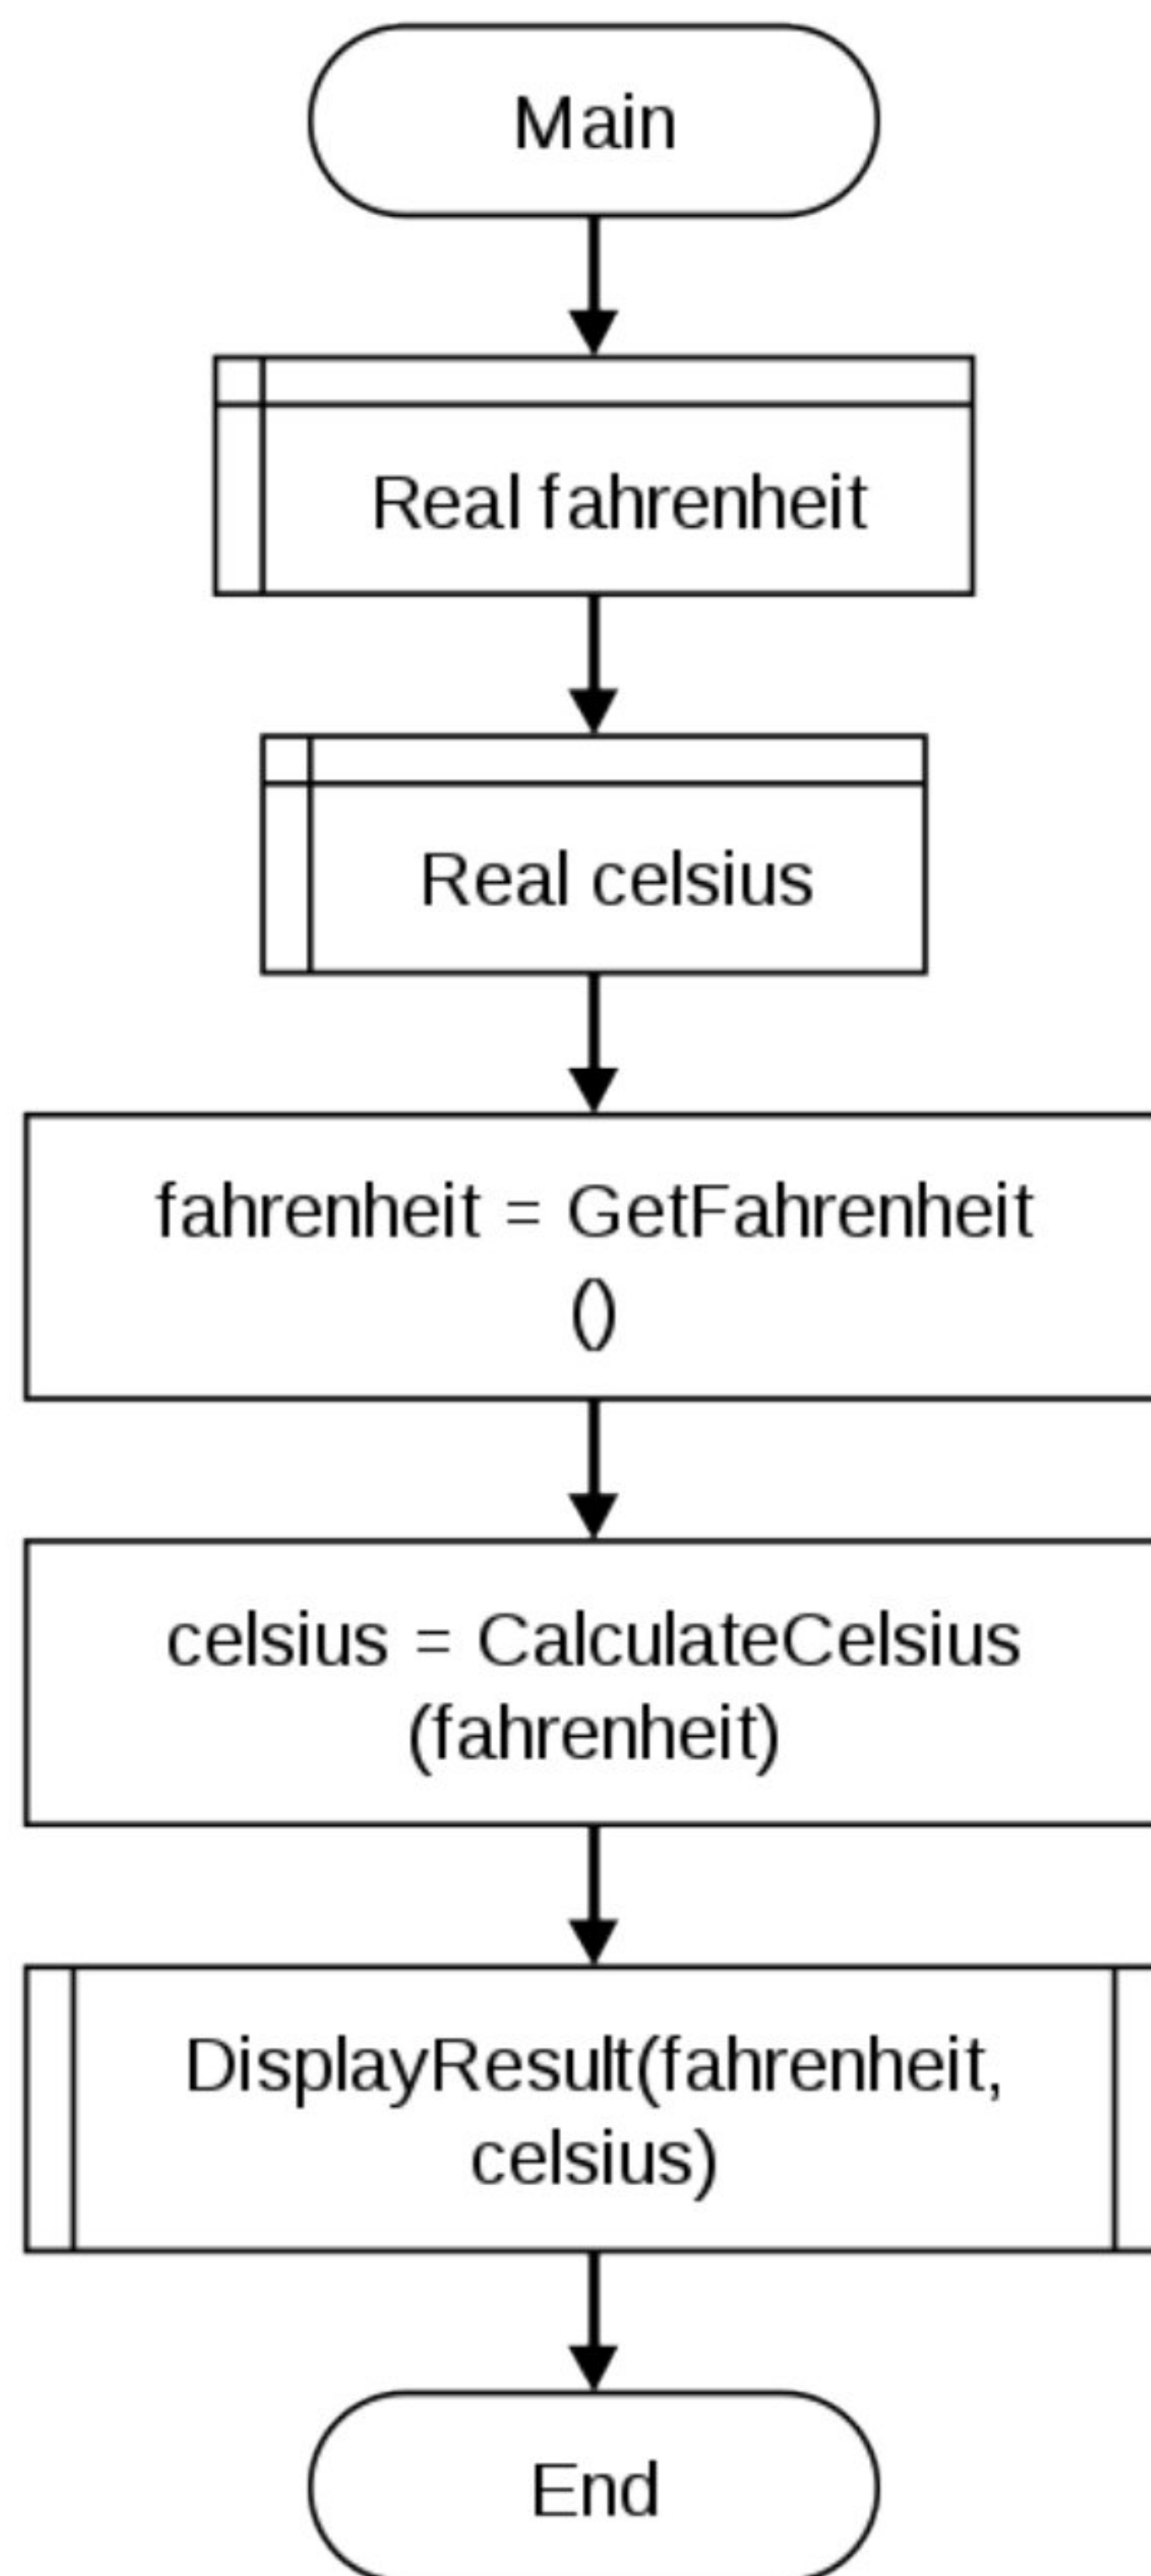 Main
Real fahrenheit
Real celsius
fahrenheit = GetFahrenheit
()
celsius = CalculateCelsius
(fahrenheit)
DisplayResult(fahrenheit,
celsius)
End